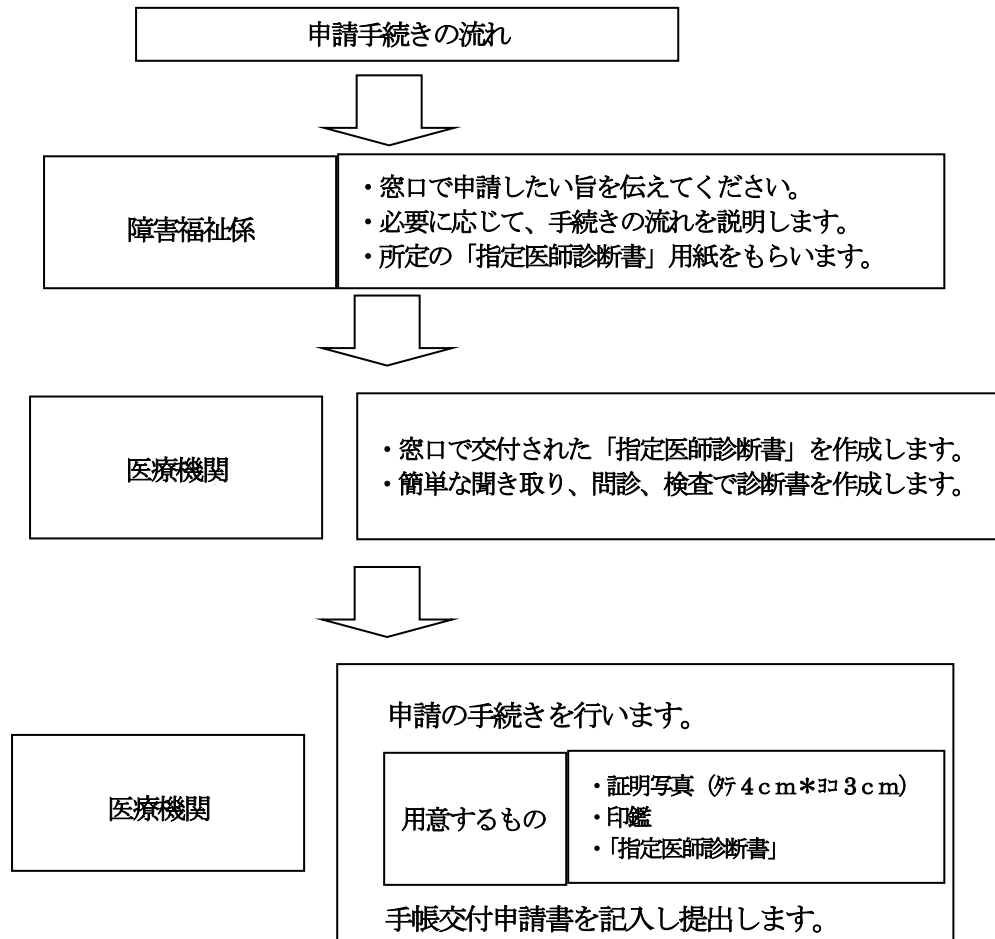 申請手続きの流れ
障害福祉係
・窓口で申請したい旨を伝えてください。
・必要に応じて、手続きの流れを説明します。
・所定の「指定医師診断書」用紙をもらいます。
医療機関
・窓口で交付された「指定医師診断書」を作成します。
・簡単な聞き取り、問診、検査で診断書を作成します。
医療機関
申請の手続きを行います。
用意するもの
・証明写真（ﾀﾃ４ｃｍ＊ﾖｺ３ｃｍ）
・印鑑
・「指定医師診断書」
手帳交付申請書を記入し提出します。